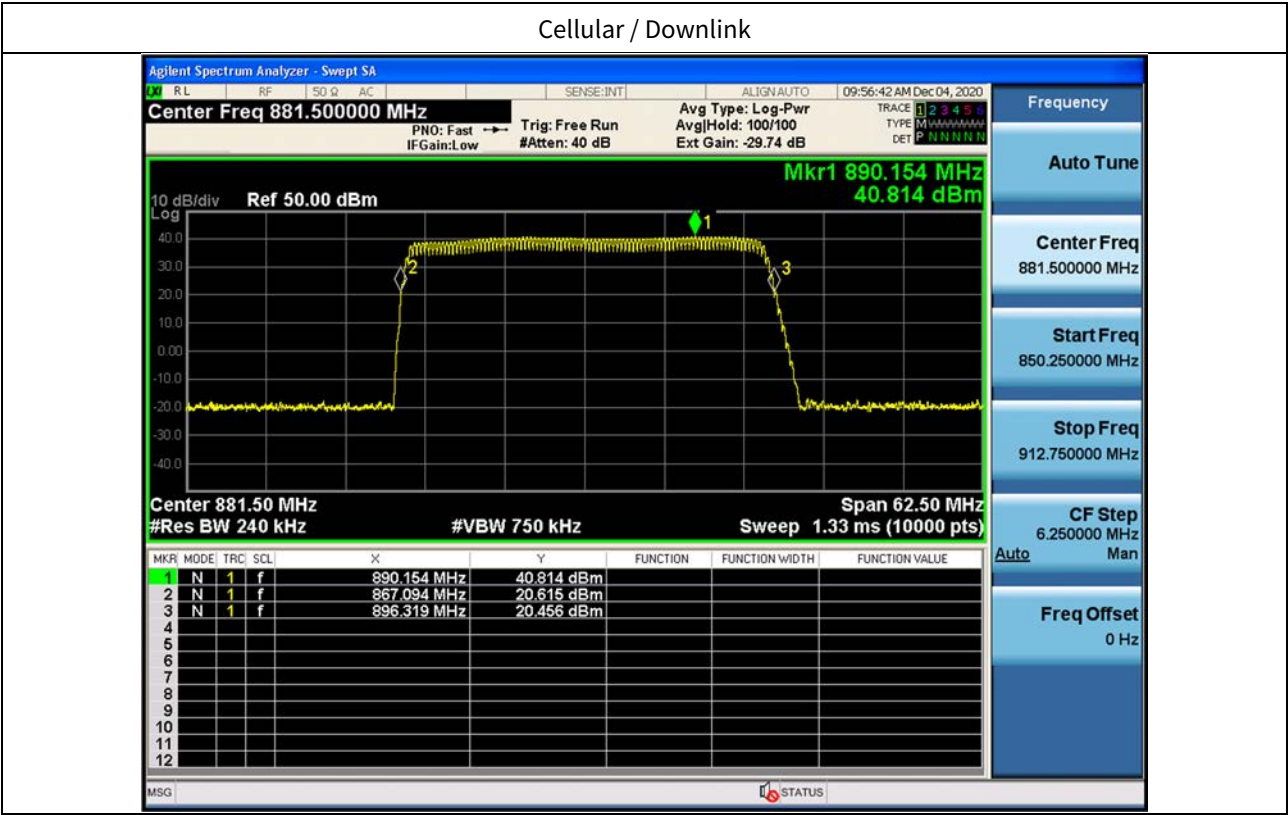 Cellular / Downlink
Agilent Spectrum Analyzer - Swept SA
LXI RL RF 50 Ω AC SENSE:INT ALIGNAUTO 09:56:42 AM Dec 04, 2020
Center Freq 881.500000 MHz
PNO: Fast
IFGain:Low
Trig: Free Run
#Atten: 40 dB
Avg Type: Log-Pwr
Avg|Hold: 100/100
Ext Gain: -29.74 dB
TRACE 1 2 3 4 5 6
TYPE M
DET P N N N N N
Mkr1 890.154 MHz
40.814 dBm
10 dB/div Ref 50.00 dBm
Log
40.0
30.0
20.0
10.0
0.00
-10.0
-20.0
-30.0
-40.0
1
2
3
Center 881.50 MHz Span 62.50 MHz
#Res BW 240 kHz #VBW 750 kHz Sweep 1.33 ms (10000 pts)
MKR MODE TRC SCL X Y FUNCTION FUNCTION WIDTH FUNCTION VALUE
1 N 1 f 890.154 MHz 40.814 dBm
2 N 1 f 867.094 MHz 20.615 dBm
3 N 1 f 896.319 MHz 20.456 dBm
4
5
6
7
8
9
10
11
12
MSG STATUS
Frequency
Auto Tune
Center Freq
881.500000 MHz
Start Freq
850.250000 MHz
Stop Freq
912.750000 MHz
CF Step
6.250000 MHz
Auto Man
Freq Offset
0 Hz